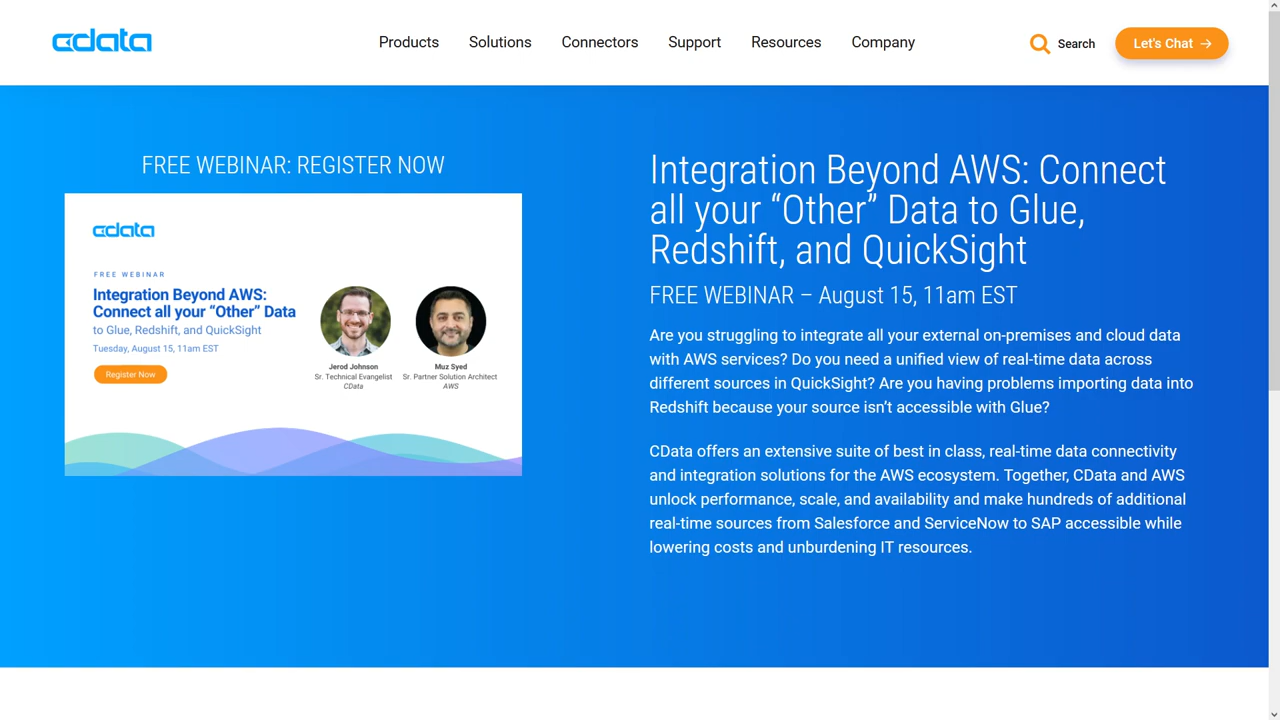 cdata
Products
Solutions
Connectors
Support
Resources
Company
Search
Let's Chat →
FREE WEBINAR: REGISTER NOW
cdata
FREE WEBINAR
Integration Beyond AWS:
Connect all your “Other” Data
to Glue, Redshift, and QuickSight
Tuesday, August 15, 11am EST
Register Now
Jerod Johnson
Sr. Technical Evangelist
CData
Muz Syed
Sr. Partner Solution Architect
AWS
Integration Beyond AWS: Connect
all your “Other” Data to Glue,
Redshift, and QuickSight
FREE WEBINAR – August 15, 11am EST
Are you struggling to integrate all your external on-premises and cloud data
with AWS services? Do you need a unified view of real-time data across
different sources in QuickSight? Are you having problems importing data into
Redshift because your source isn’t accessible with Glue?
CData offers an extensive suite of best in class, real-time data connectivity
and integration solutions for the AWS ecosystem. Together, CData and AWS
unlock performance, scale, and availability and make hundreds of additional
real-time sources from Salesforce and ServiceNow to SAP accessible while
lowering costs and unburdening IT resources.